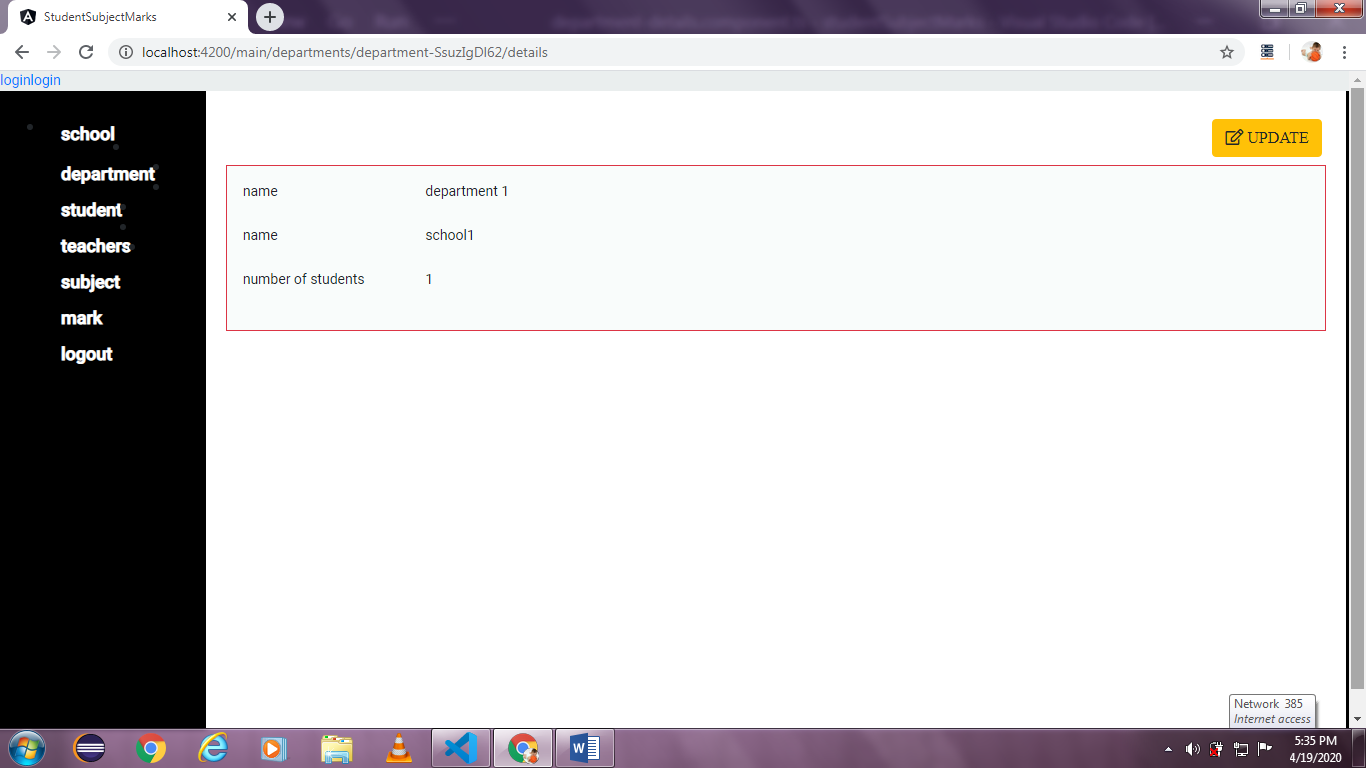 StudentSubjectMarks
localhost:4200/main/departments/department-SsuzIgDl62/details
loginlogin
school
department
student
teachers
subject
mark
logout
UPDATE
name department 1
name school1
number of students 1
Network 385
Internet access
5:35 PM
4/19/2020